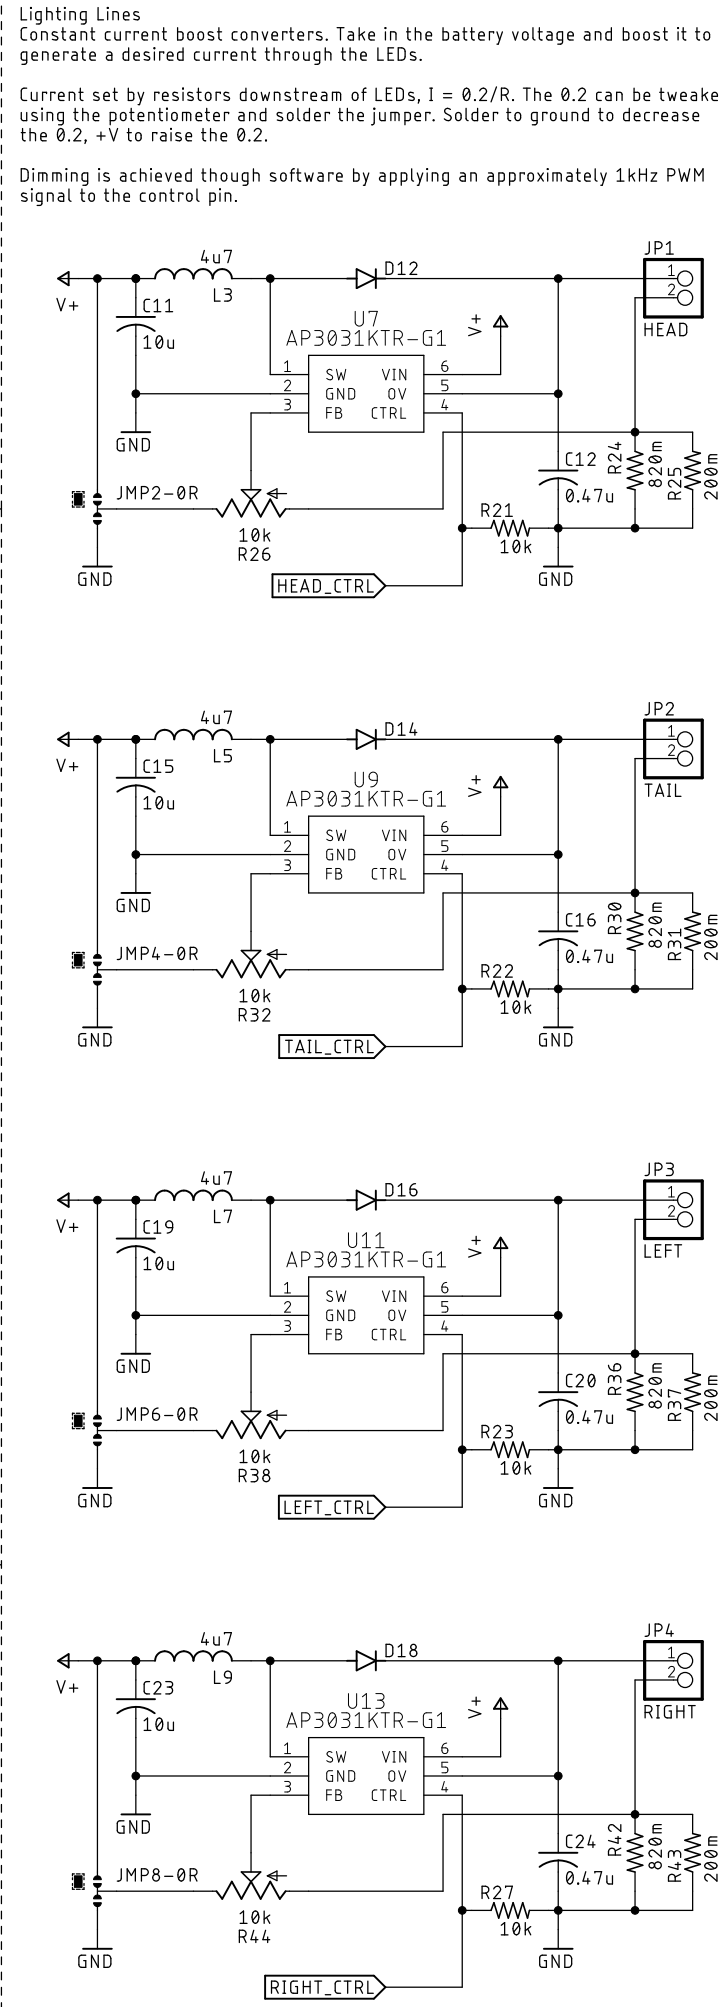 Lighting Lines
Constant current boost converters. Take in the battery voltage and boost it to
generate a desired current through the LEDs.
Current set by resistors downstream of LEDs, I = 0.2/R. The 0.2 can be tweake
using the potentiometer and solder the jumper. Solder to ground to decrease
the 0.2, +V to raise the 0.2.
Dimming is achieved though software by applying an approximately 1kHz PWM
signal to the control pin.
4u7
L3
D12
JP1
1
2
HEAD
V+
C11
10u
U7
AP3031KTR-G1
V+
1 SW VIN 6
2 GND OV 5
3 FB CTRL 4
GND
JMP2-0R
10k
R26
C12
0.47u
R24
820m
R25
200m
R21
10k
GND
HEAD_CTRL
GND
4u7
L5
D14
JP2
1
2
TAIL
V+
C15
10u
U9
AP3031KTR-G1
V+
1 SW VIN 6
2 GND OV 5
3 FB CTRL 4
GND
JMP4-0R
10k
R32
C16
0.47u
R30
820m
R31
200m
R22
10k
GND
TAIL_CTRL
GND
4u7
L7
D16
JP3
1
2
LEFT
V+
C19
10u
U11
AP3031KTR-G1
V+
1 SW VIN 6
2 GND OV 5
3 FB CTRL 4
GND
JMP6-0R
10k
R38
C20
0.47u
R36
820m
R37
200m
R23
10k
GND
LEFT_CTRL
GND
4u7
L9
D18
JP4
1
2
RIGHT
V+
C23
10u
U13
AP3031KTR-G1
V+
1 SW VIN 6
2 GND OV 5
3 FB CTRL 4
GND
JMP8-0R
10k
R44
C24
0.47u
R42
820m
R43
200m
R27
10k
GND
RIGHT_CTRL
GND